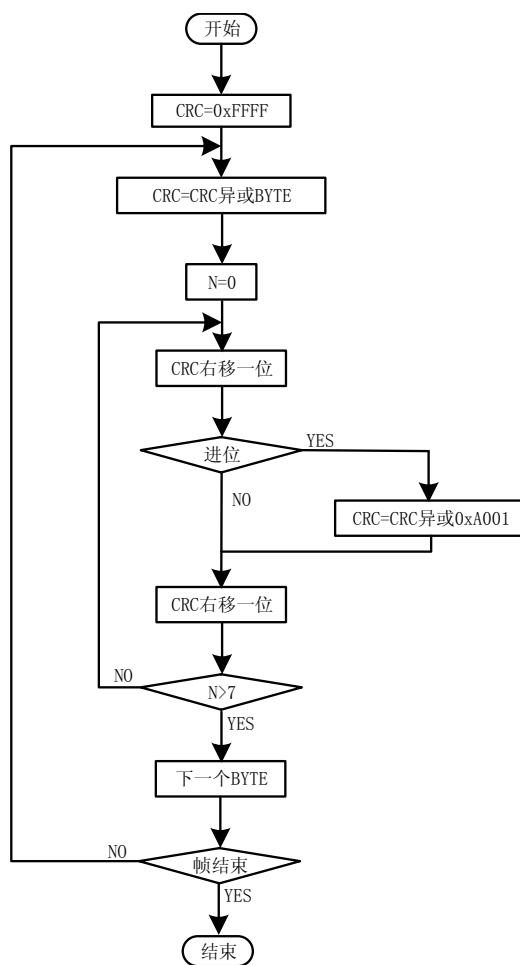 开始
CRC=0xFFFF
CRC=CRC异或BYTE
N=0
CRC右移一位
进位
YES
NO
CRC=CRC异或0xA001
CRC右移一位
N>7
NO
YES
下一个BYTE
帧结束
NO
YES
结束